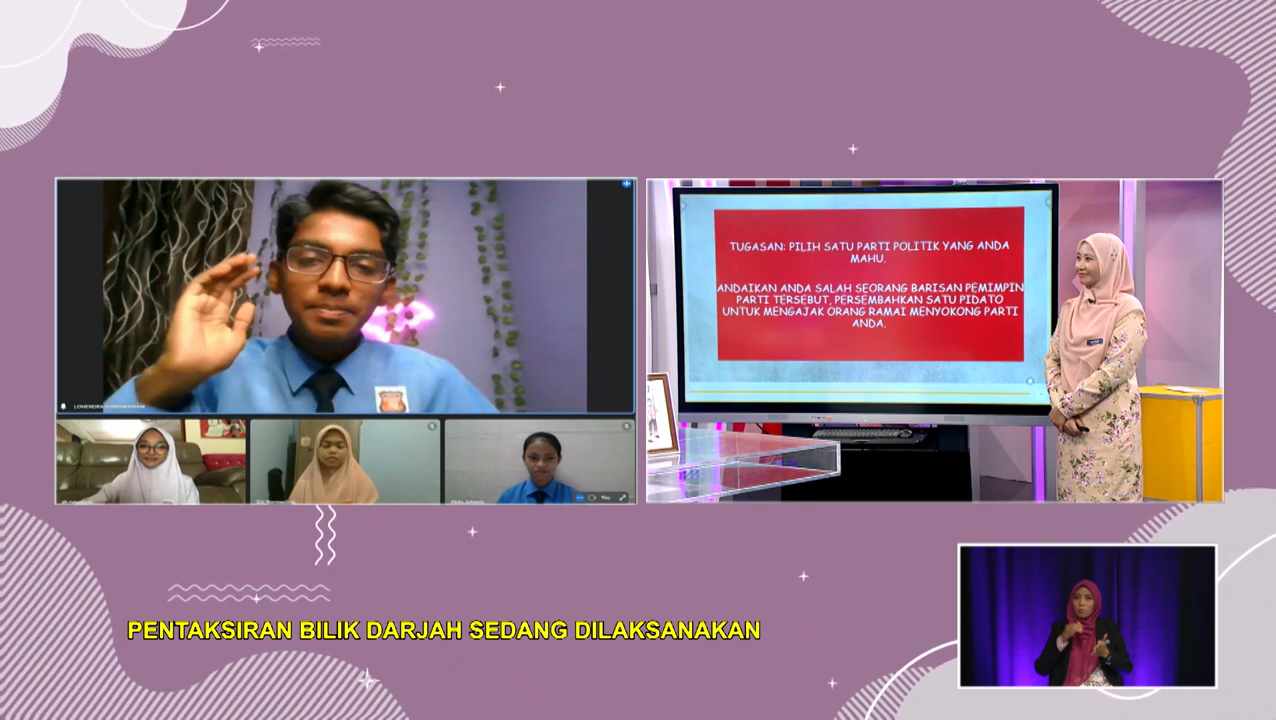 TUGASAN: PILIH SATU PARTI POLITIK YANG ANDA
MAHU.
ANDAIKAN ANDA SALAH SEORANG BARISAN PEMIMPIN
PARTI TERSEBUT, PERSEMBAHKAN SATU PIDATO
UNTUK MENGAJAK ORANG RAMAI MENYOKONG PARTI
ANDA.
You
PENTAKSIRAN BILIK DARJAH SEDANG DILAKSANAKAN